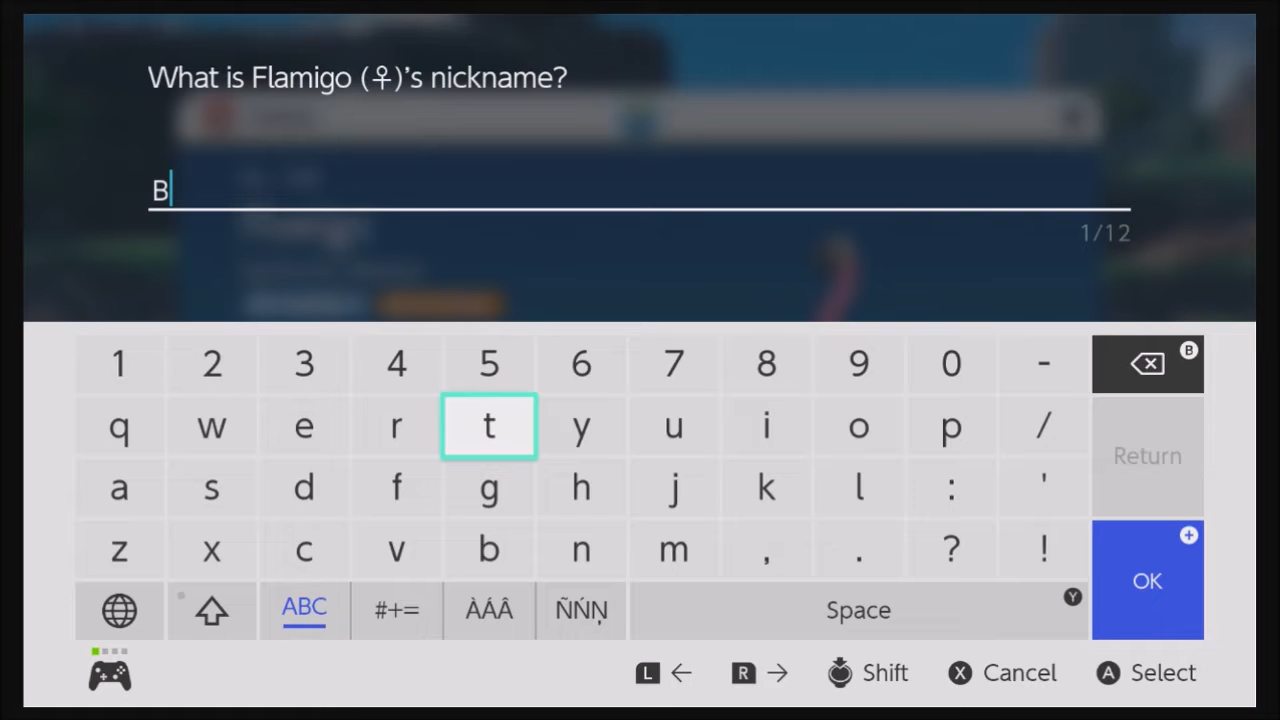 What is Flamigo (♀)'s nickname?
B
1/12
1 2 3 4 5 6 7 8 9 0 - B
q w e r t y u i o p /
Return
a s d f g h j k l : '
z x c v b n m , . ? ! +
OK
ABC #+= ÀÁÂ ÑŃŅ Space Y
L ← R → Shift X Cancel A Select